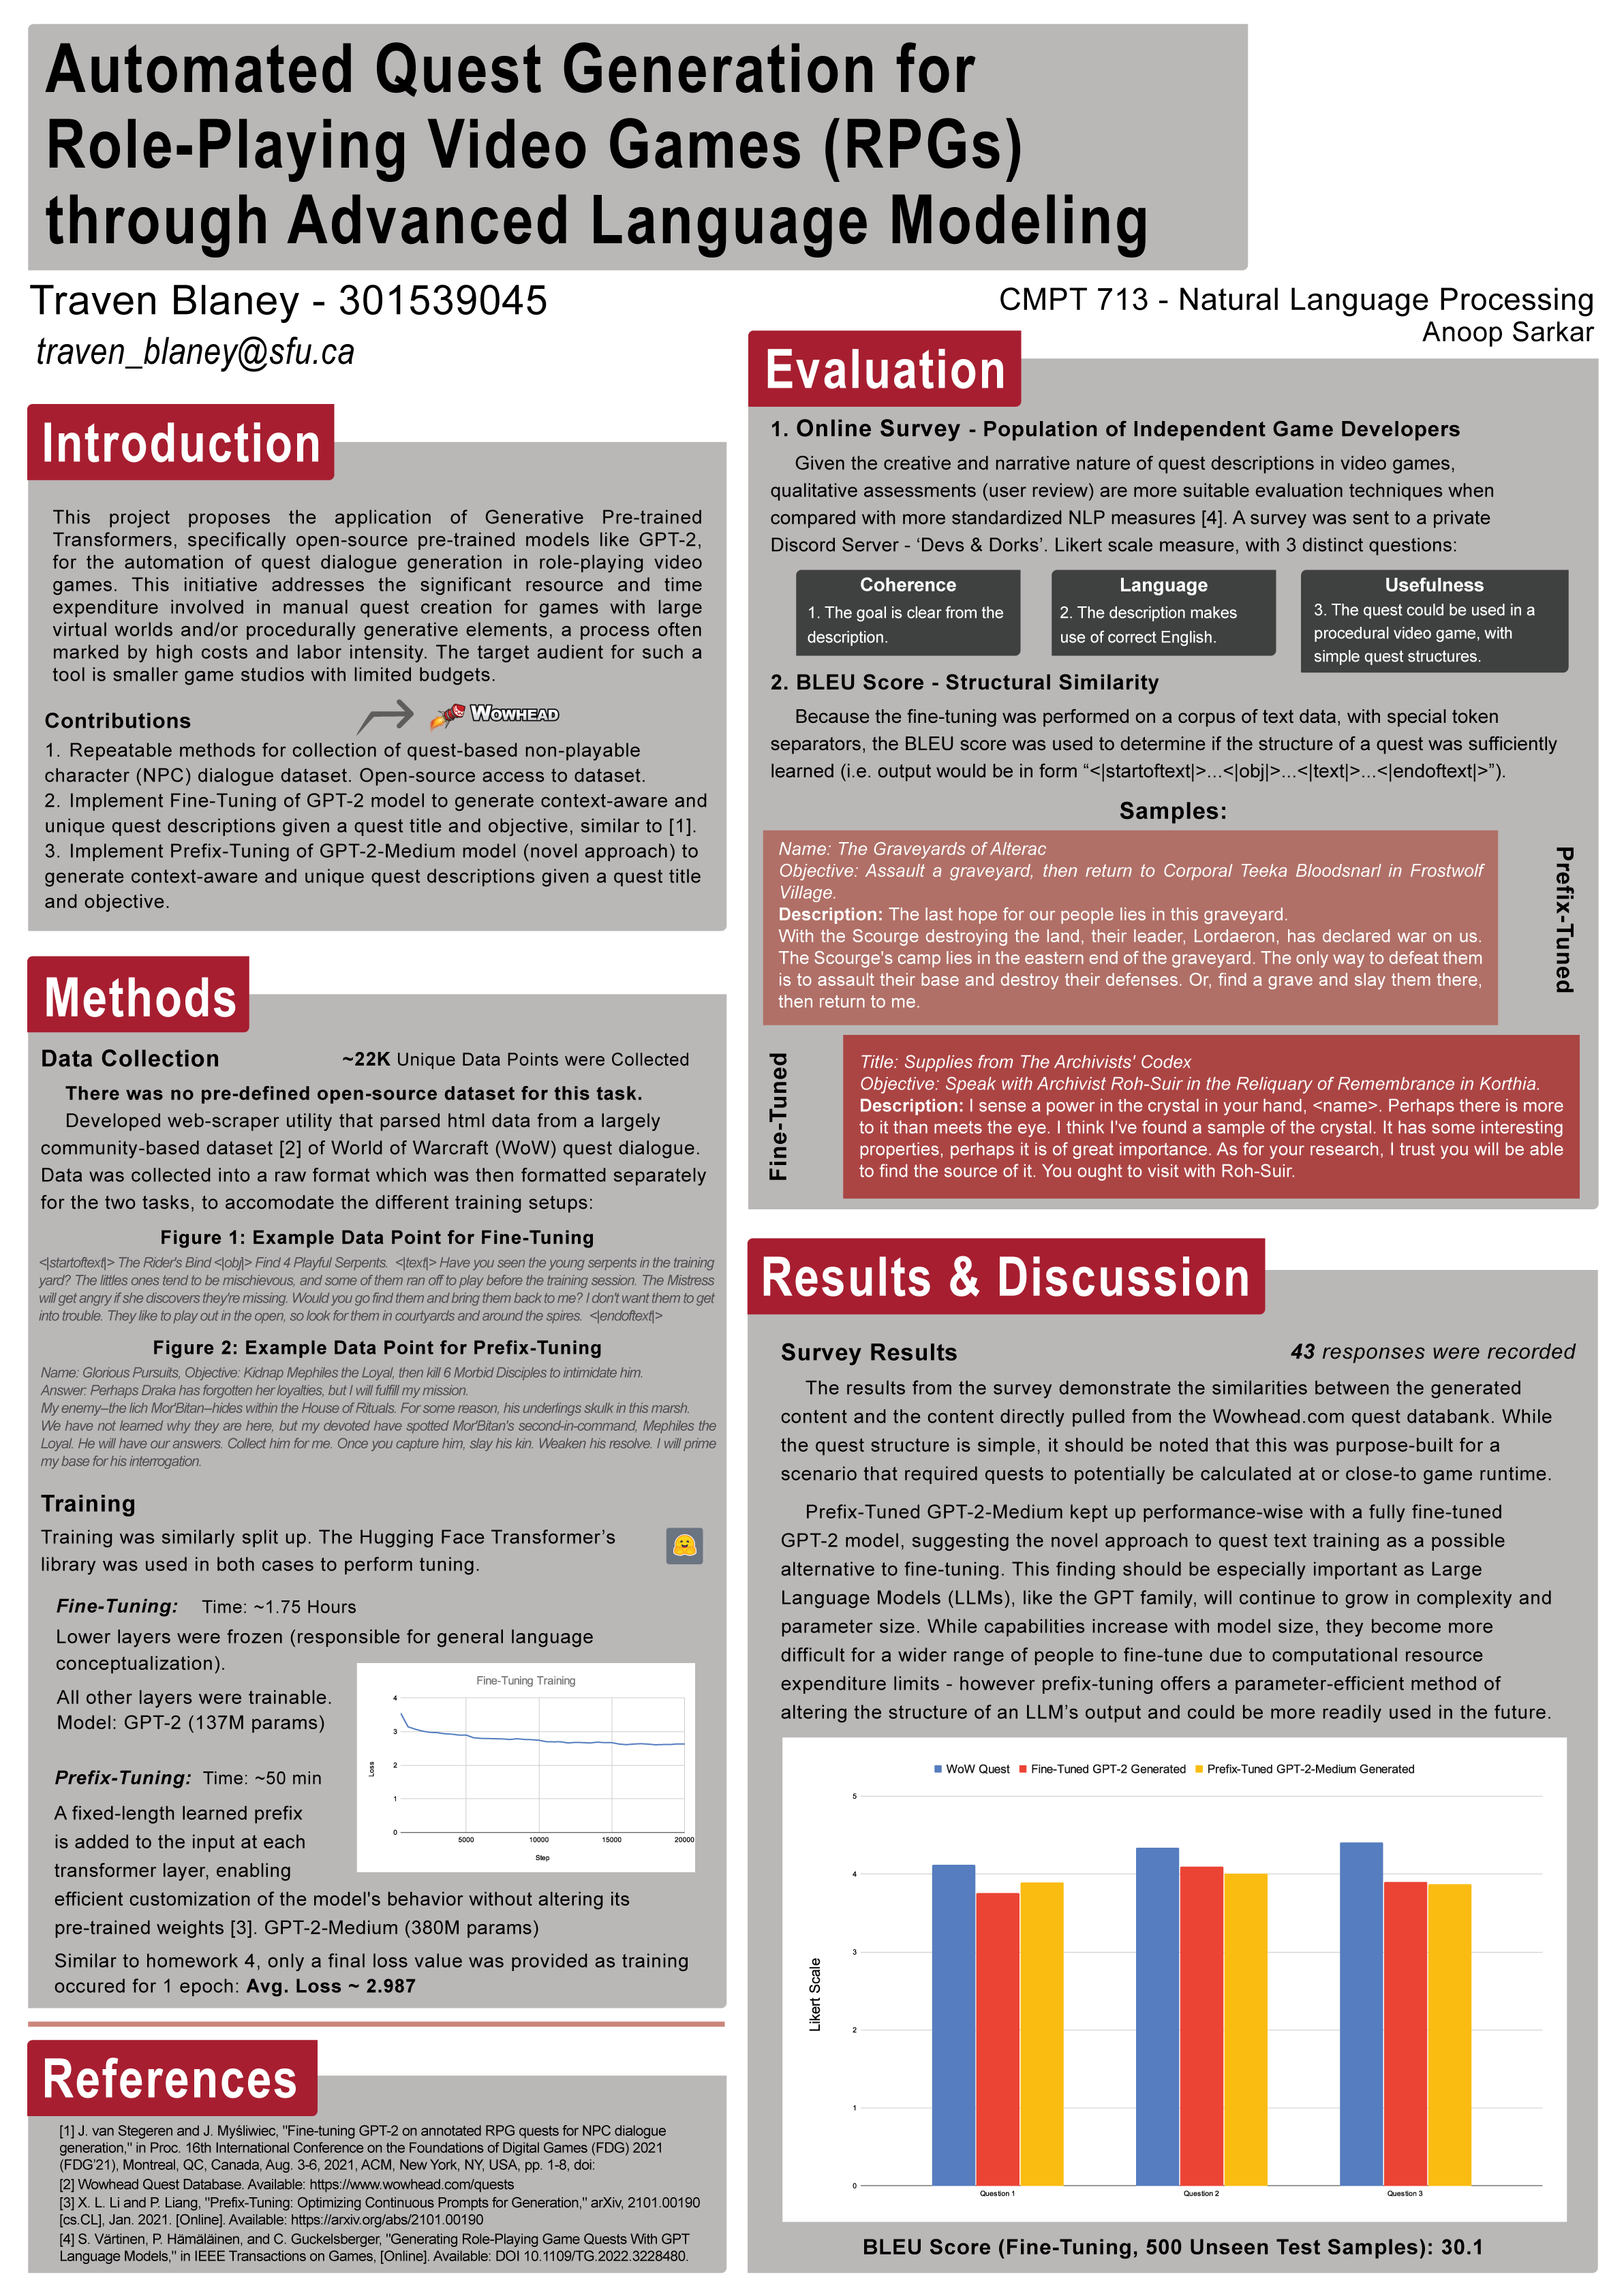 Automated Quest Generation for
Role-Playing Video Games (RPGs)
through Advanced Language Modeling
Traven Blaney - 301539045
traven_blaney@sfu.ca
CMPT 713 - Natural Language Processing
Anoop Sarkar
Introduction
This project proposes the application of Generative Pre-trained
Transformers, specifically open-source pre-trained models like GPT-2,
for the automation of quest dialogue generation in role-playing video
games. This initiative addresses the significant resource and time
expenditure involved in manual quest creation for games with large
virtual worlds and/or procedurally generative elements, a process often
marked by high costs and labor intensity. The target audient for such a
tool is smaller game studios with limited budgets.
Contributions
WOWHEAD
1. Repeatable methods for collection of quest-based non-playable
character (NPC) dialogue dataset. Open-source access to dataset.
2. Implement Fine-Tuning of GPT-2 model to generate context-aware and
unique quest descriptions given a quest title and objective, similar to [1].
3. Implement Prefix-Tuning of GPT-2-Medium model (novel approach) to
generate context-aware and unique quest descriptions given a quest title
and objective.
Methods
Data Collection
~22K Unique Data Points were Collected
There was no pre-defined open-source dataset for this task.
Developed web-scraper utility that parsed html data from a largely
community-based dataset [2] of World of Warcraft (WoW) quest dialogue.
Data was collected into a raw format which was then formatted separately
for the two tasks, to accomodate the different training setups:
Figure 1: Example Data Point for Fine-Tuning
<|startoftext|> The Rider's Bind <|obj|> Find 4 Playful Serpents. <|text|> Have you seen the young serpents in the training
yard? The littles ones tend to be mischievous, and some of them ran off to play before the training session. The Mistress
will get angry if she discovers they're missing. Would you go find them and bring them back to me? I don't want them to get
into trouble. They like to play out in the open, so look for them in courtyards and around the spires. <|endoftext|>
Figure 2: Example Data Point for Prefix-Tuning
Name: Glorious Pursuits, Objective: Kidnap Mephiles the Loyal, then kill 6 Morbid Disciples to intimidate him.
Answer: Perhaps Draka has forgotten her loyalties, but I will fulfill my mission.
My enemy--the lich Mor'Bitan--hides within the House of Rituals. For some reason, his underlings skulk in this marsh.
We have not learned why they are here, but my devoted have spotted Mor'Bitan's second-in-command, Mephiles the
Loyal. He will have our answers. Collect him for me. Once you capture him, slay his kin. Weaken his resolve. I will prime
my base for his interrogation.
Training
Training was similarly split up. The Hugging Face Transformer's
library was used in both cases to perform tuning.
Fine-Tuning: Time: ~1.75 Hours
Lower layers were frozen (responsible for general language
conceptualization).
All other layers were trainable.
Model: GPT-2 (137M params)
Fine-Tuning Training
4
3
2
1
0
Loss
5000 10000 15000 20000
Step
Prefix-Tuning: Time: ~50 min
A fixed-length learned prefix
is added to the input at each
transformer layer, enabling
efficient customization of the model's behavior without altering its
pre-trained weights [3]. GPT-2-Medium (380M params)
Similar to homework 4, only a final loss value was provided as training
occured for 1 epoch: Avg. Loss ~ 2.987
References
[1] J. van Stegeren and J. Myśliwiec, "Fine-tuning GPT-2 on annotated RPG quests for NPC dialogue
generation," in Proc. 16th International Conference on the Foundations of Digital Games (FDG) 2021
(FDG'21), Montreal, QC, Canada, Aug. 3-6, 2021, ACM, New York, NY, USA, pp. 1-8, doi:
[2] Wowhead Quest Database. Available: https://www.wowhead.com/quests
[3] X. L. Li and P. Liang, "Prefix-Tuning: Optimizing Continuous Prompts for Generation," arXiv, 2101.00190
[cs.CL], Jan. 2021. [Online]. Available: https://arxiv.org/abs/2101.00190
[4] S. Värtinen, P. Hämäläinen, and C. Guckelsberger, "Generating Role-Playing Game Quests With GPT
Language Models," in IEEE Transactions on Games, [Online]. Available: DOI 10.1109/TG.2022.3228480.
Evaluation
1. Online Survey - Population of Independent Game Developers
Given the creative and narrative nature of quest descriptions in video games,
qualitative assessments (user review) are more suitable evaluation techniques when
compared with more standardized NLP measures [4]. A survey was sent to a private
Discord Server - ‘Devs & Dorks’. Likert scale measure, with 3 distinct questions:
Coherence
1. The goal is clear from the
description.
Language
2. The description makes
use of correct English.
Usefulness
3. The quest could be used in a
procedural video game, with
simple quest structures.
2. BLEU Score - Structural Similarity
Because the fine-tuning was performed on a corpus of text data, with special token
separators, the BLEU score was used to determine if the structure of a quest was sufficiently
learned (i.e. output would be in form “<|startoftext|>...<|obj|>...<|text|>...<|endoftext|>”).
Samples:
Name: The Graveyards of Alterac
Objective: Assault a graveyard, then return to Corporal Teeka Bloodsnarl in Frostwolf
Village.
Description: The last hope for our people lies in this graveyard.
With the Scourge destroying the land, their leader, Lordaeron, has declared war on us.
The Scourge's camp lies in the eastern end of the graveyard. The only way to defeat them
is to assault their base and destroy their defenses. Or, find a grave and slay them there,
then return to me.
Prefix-Tuned
Fine-Tuned
Title: Supplies from The Archivists' Codex
Objective: Speak with Archivist Roh-Suir in the Reliquary of Remembrance in Korthia.
Description: I sense a power in the crystal in your hand, <name>. Perhaps there is more
to it than meets the eye. I think I've found a sample of the crystal. It has some interesting
properties, perhaps it is of great importance. As for your research, I trust you will be able
to find the source of it. You ought to visit with Roh-Suir.
Results & Discussion
Survey Results
43 responses were recorded
The results from the survey demonstrate the similarities between the generated
content and the content directly pulled from the Wowhead.com quest databank. While
the quest structure is simple, it should be noted that this was purpose-built for a
scenario that required quests to potentially be calculated at or close-to game runtime.
Prefix-Tuned GPT-2-Medium kept up performance-wise with a fully fine-tuned
GPT-2 model, suggesting the novel approach to quest text training as a possible
alternative to fine-tuning. This finding should be especially important as Large
Language Models (LLMs), like the GPT family, will continue to grow in complexity and
parameter size. While capabilities increase with model size, they become more
difficult for a wider range of people to fine-tune due to computational resource
expenditure limits - however prefix-tuning offers a parameter-efficient method of
altering the structure of an LLM's output and could be more readily used in the future.
WoW Quest Fine-Tuned GPT-2 Generated Prefix-Tuned GPT-2-Medium Generated
5
4
3
2
1
0
Likert Scale
Question 1 Question 2 Question 3
BLEU Score (Fine-Tuning, 500 Unseen Test Samples): 30.1